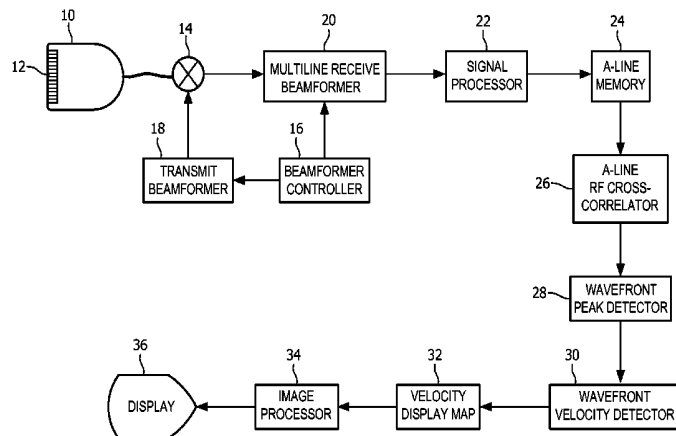 10
14
20
22
24
12
MULTILINE RECEIVE
BEAMFORMER
SIGNAL
PROCESSOR
A-LINE
MEMORY
18
16
TRANSMIT
BEAMFORMER
BEAMFORMER
CONTROLLER
26
A-LINE
RF CROSS-
CORRELATOR
28
WAVEFRONT
PEAK DETECTOR
36
34
32
30
DISPLAY
IMAGE
PROCESSOR
VELOCITY
DISPLAY MAP
WAVEFRONT
VELOCITY DETECTOR